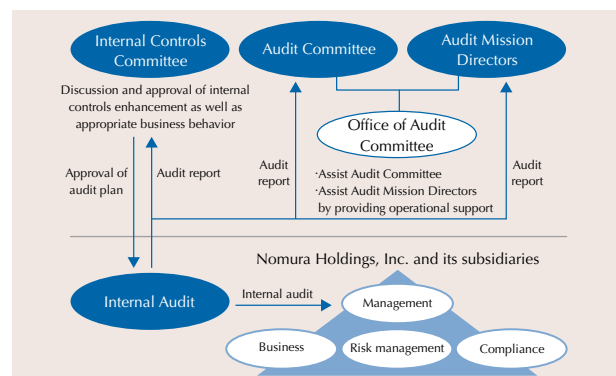 Internal Controls
Committee
Audit Committee
Audit Mission
Directors
Discussion and approval of internal
controls enhancement as well as
appropriate business behavior
Office of Audit
Committee
Approval of
audit plan
Audit report
Audit
report
·Assist Audit Committee
·Assist Audit Mission Directors
by providing operational support
Audit
report
Nomura Holdings, Inc. and its subsidiaries
Internal Audit
Internal audit
Management
Business
Risk management
Compliance